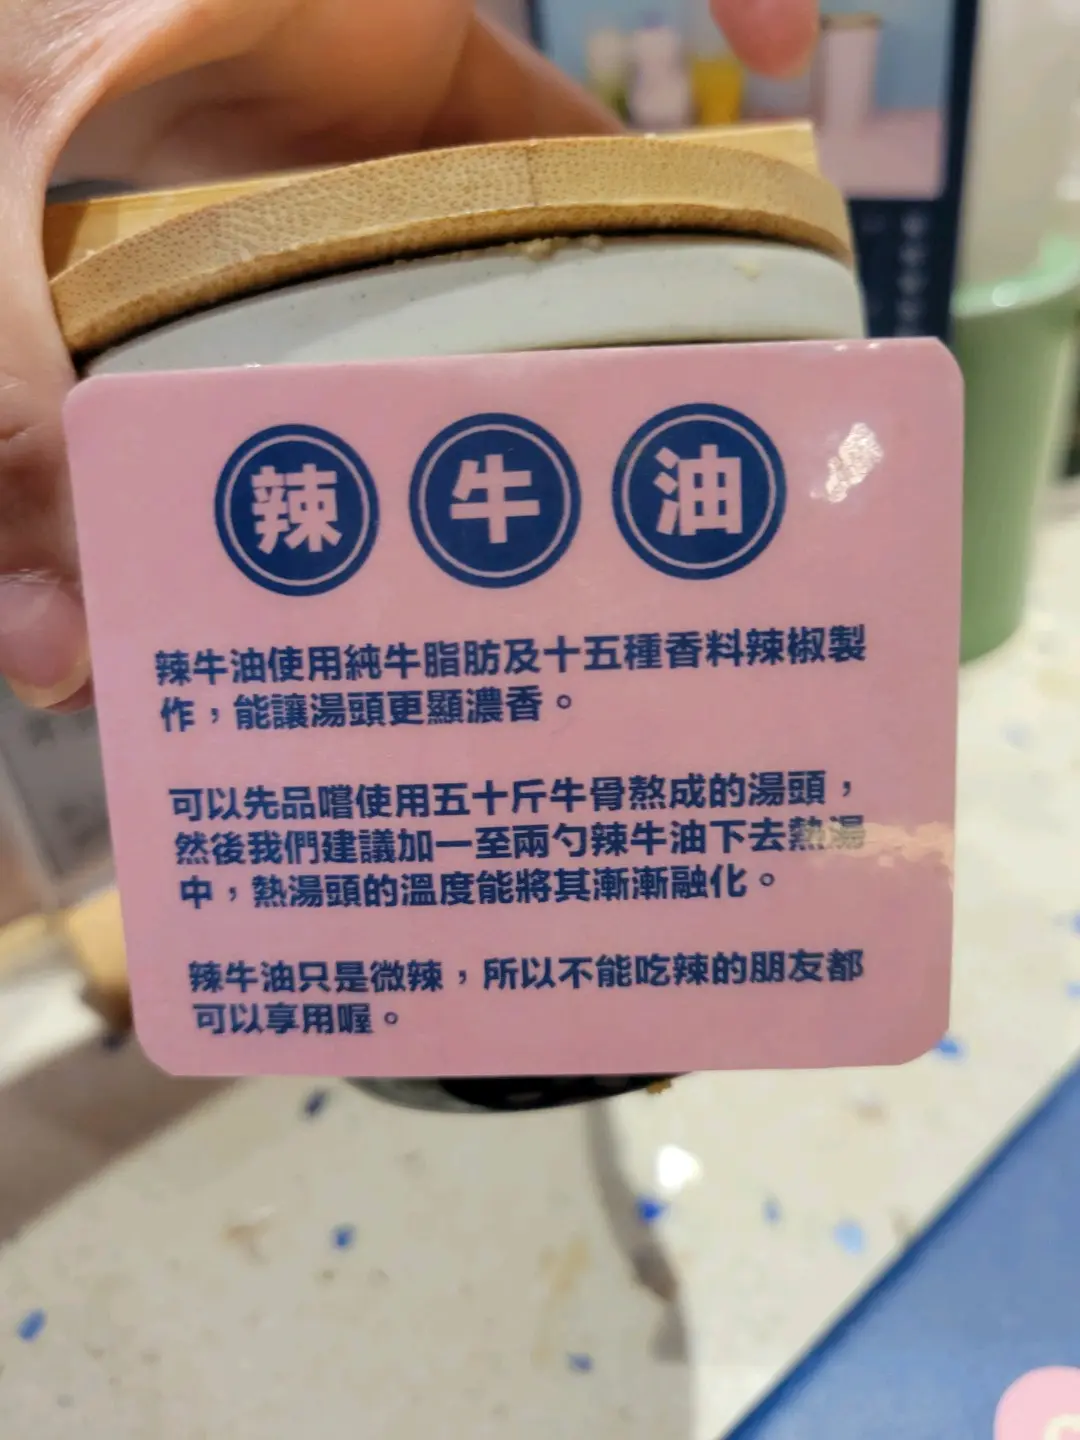 辣牛油
辣牛油使用純牛脂肪及十五種香料辣椒製
作，能讓湯頭更顯濃香。
可以先品嚐使用五十斤牛骨熬成的湯頭，
然後我們建議加一至兩勺辣牛油下去熱湯
中，熱湯頭的溫度能將其漸漸融化。
辣牛油只是微辣，所以不能吃辣的朋友都
可以享用喔。